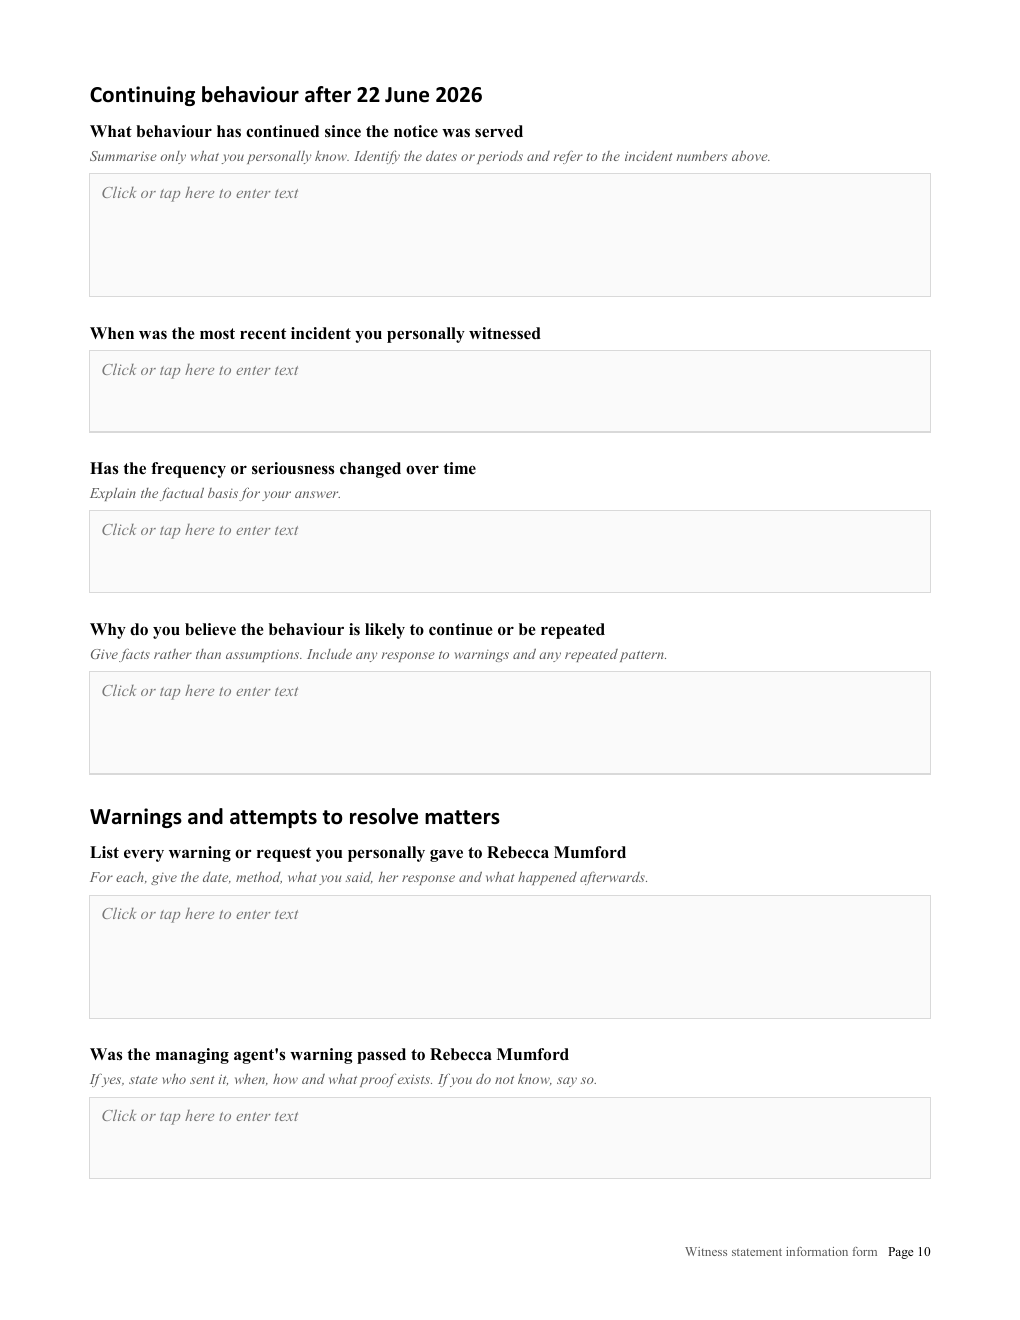 Continuing behaviour after 22 June 2026
What behaviour has continued since the notice was served
Summarise only what you personally know. Identify the dates or periods and refer to the incident numbers above.
Click or tap here to enter text
When was the most recent incident you personally witnessed
Click or tap here to enter text
Has the frequency or seriousness changed over time
Explain the factual basis for your answer.
Click or tap here to enter text
Why do you believe the behaviour is likely to continue or be repeated
Give facts rather than assumptions. Include any response to warnings and any repeated pattern.
Click or tap here to enter text
Warnings and attempts to resolve matters
List every warning or request you personally gave to Rebecca Mumford
For each, give the date, method, what you said, her response and what happened afterwards.
Click or tap here to enter text
Was the managing agent's warning passed to Rebecca Mumford
If yes, state who sent it, when, how and what proof exists. If you do not know, say so.
Click or tap here to enter text
Witness statement information form Page 10